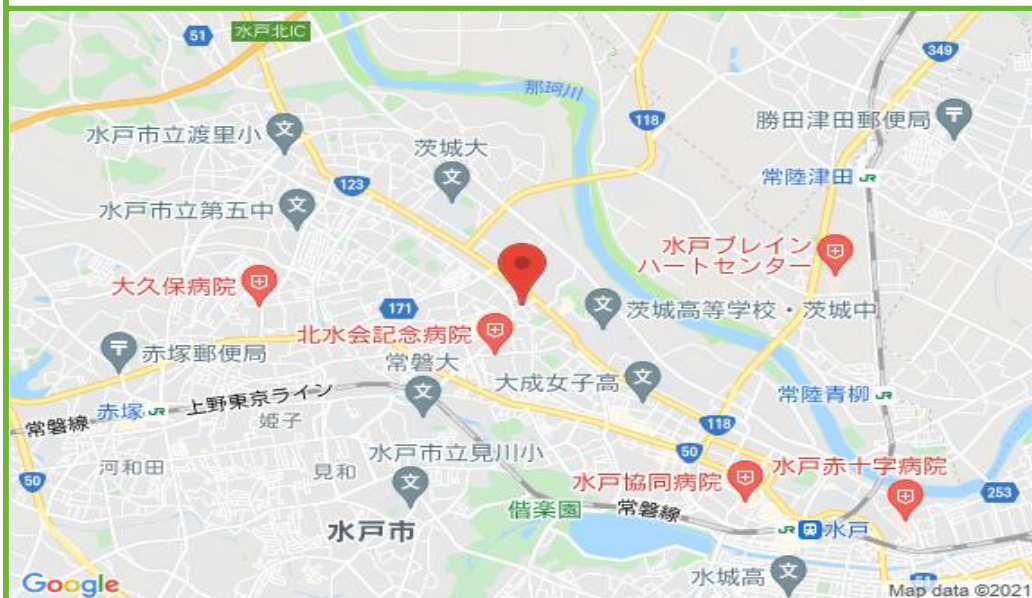 51
水戸北IC
349
那珂川
118
勝田津田郵便局
水戸市立渡里小
茨城大
常陸津田 JR
123
水戸市立第五中
水戸ブレイン
ハートセンター
大久保病院
171
茨城高等学校・茨城中
北水会記念病院
赤塚郵便局
常磐大
大成女子高
常陸青柳 JR
上野東京ライン
赤塚 JR
常磐線
姫子
118
50
水戸市立見川小
河和田
見和
水戸協同病院
水戸赤十字病院
50
253
偕楽園
常磐線
水戸市
JR 水戸
水城高
51
Google
Map data ©2021